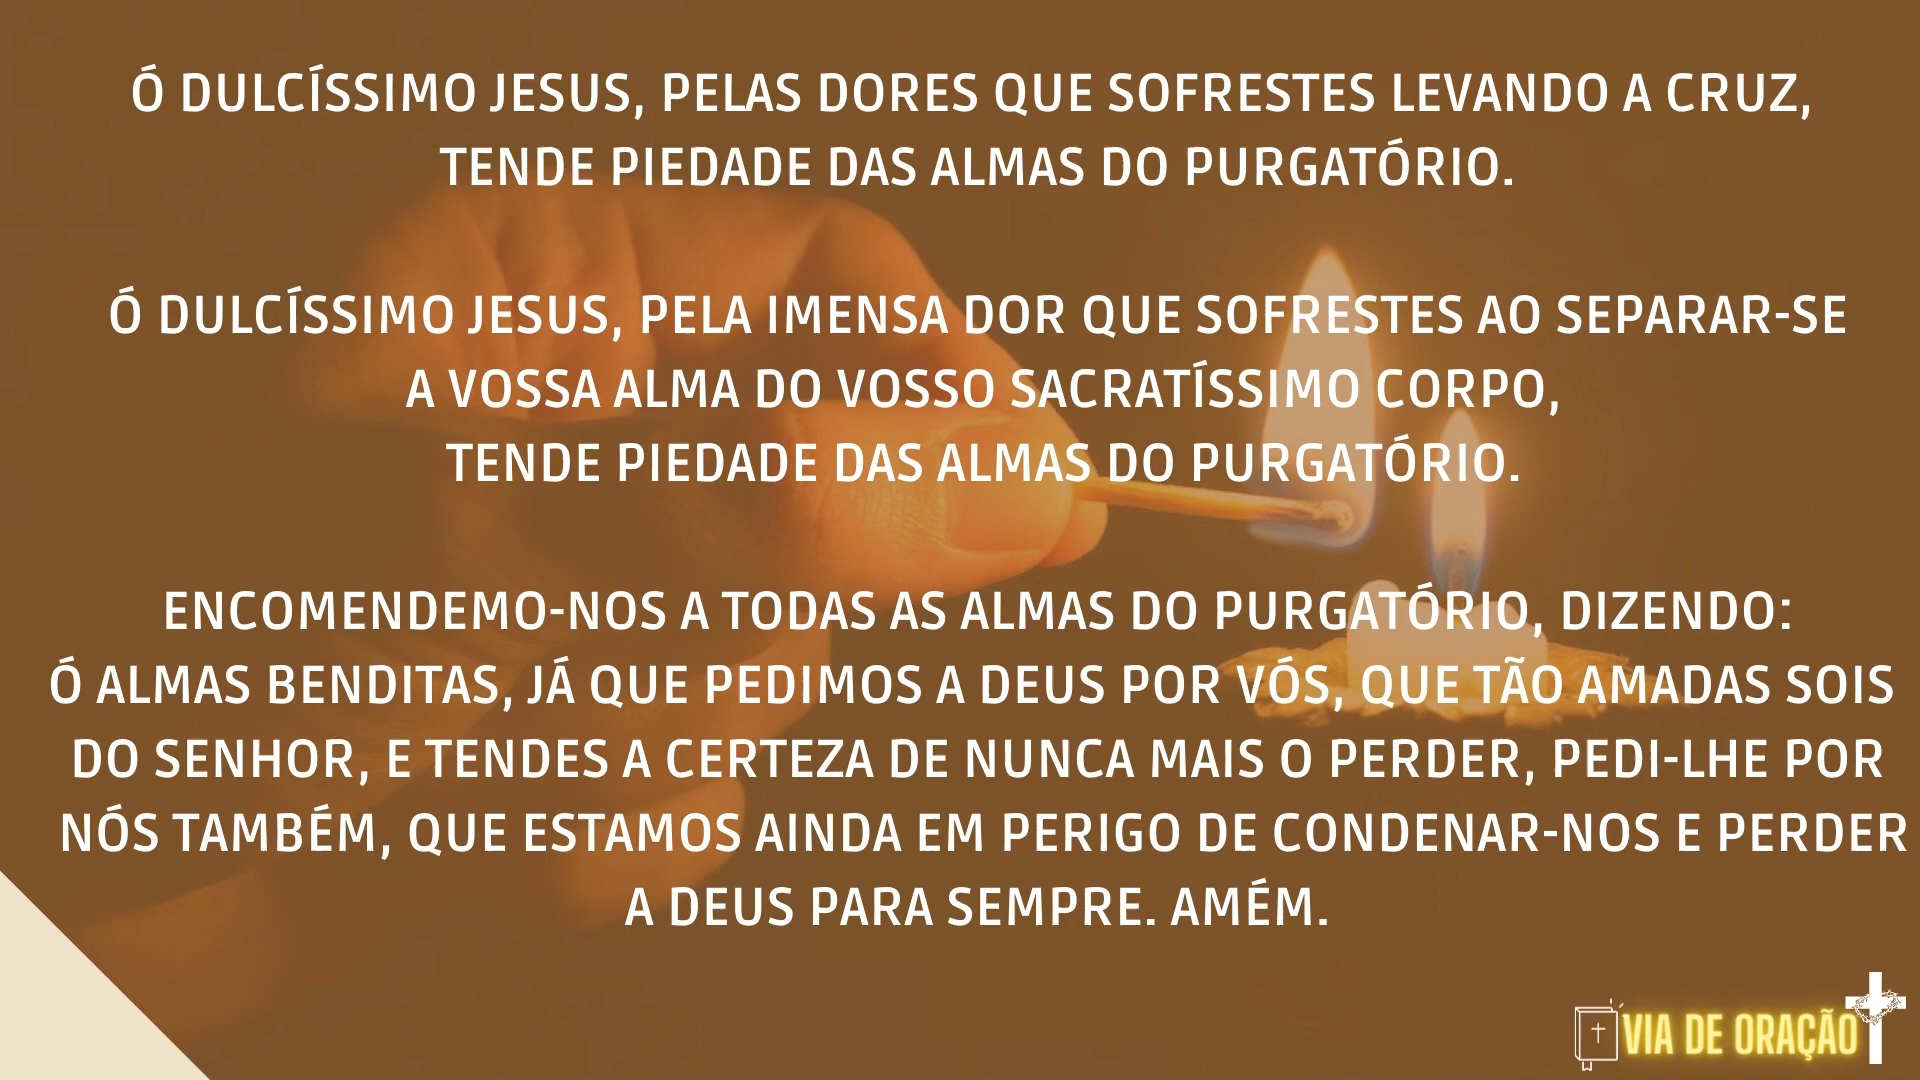 Ó DULCÍSSIMO JESUS, PELAS DORES QUE SOFRESTES LEVANDO A CRUZ,
TENDE PIEDADE DAS ALMAS DO PURGATÓRIO.
Ó DULCÍSSIMO JESUS, PELA IMENSA DOR QUE SOFRESTES AO SEPARAR-SE
A VOSSA ALMA DO VOSSO SACRATÍSSIMO CORPO,
TENDE PIEDADE DAS ALMAS DO PURGATÓRIO.
ENCOMENDEMO-NOS A TODAS AS ALMAS DO PURGATÓRIO, DIZENDO:
Ó ALMAS BENDITAS, JÁ QUE PEDIMOS A DEUS POR VÓS, QUE TÃO AMADAS SOIS
DO SENHOR, E TENDES A CERTEZA DE NUNCA MAIS O PERDER, PEDI-LHE POR
NÓS TAMBÉM, QUE ESTAMOS AINDA EM PERIGO DE CONDENAR-NOS E PERDER
A DEUS PARA SEMPRE. AMÉM.
VIA DE ORAÇÃO